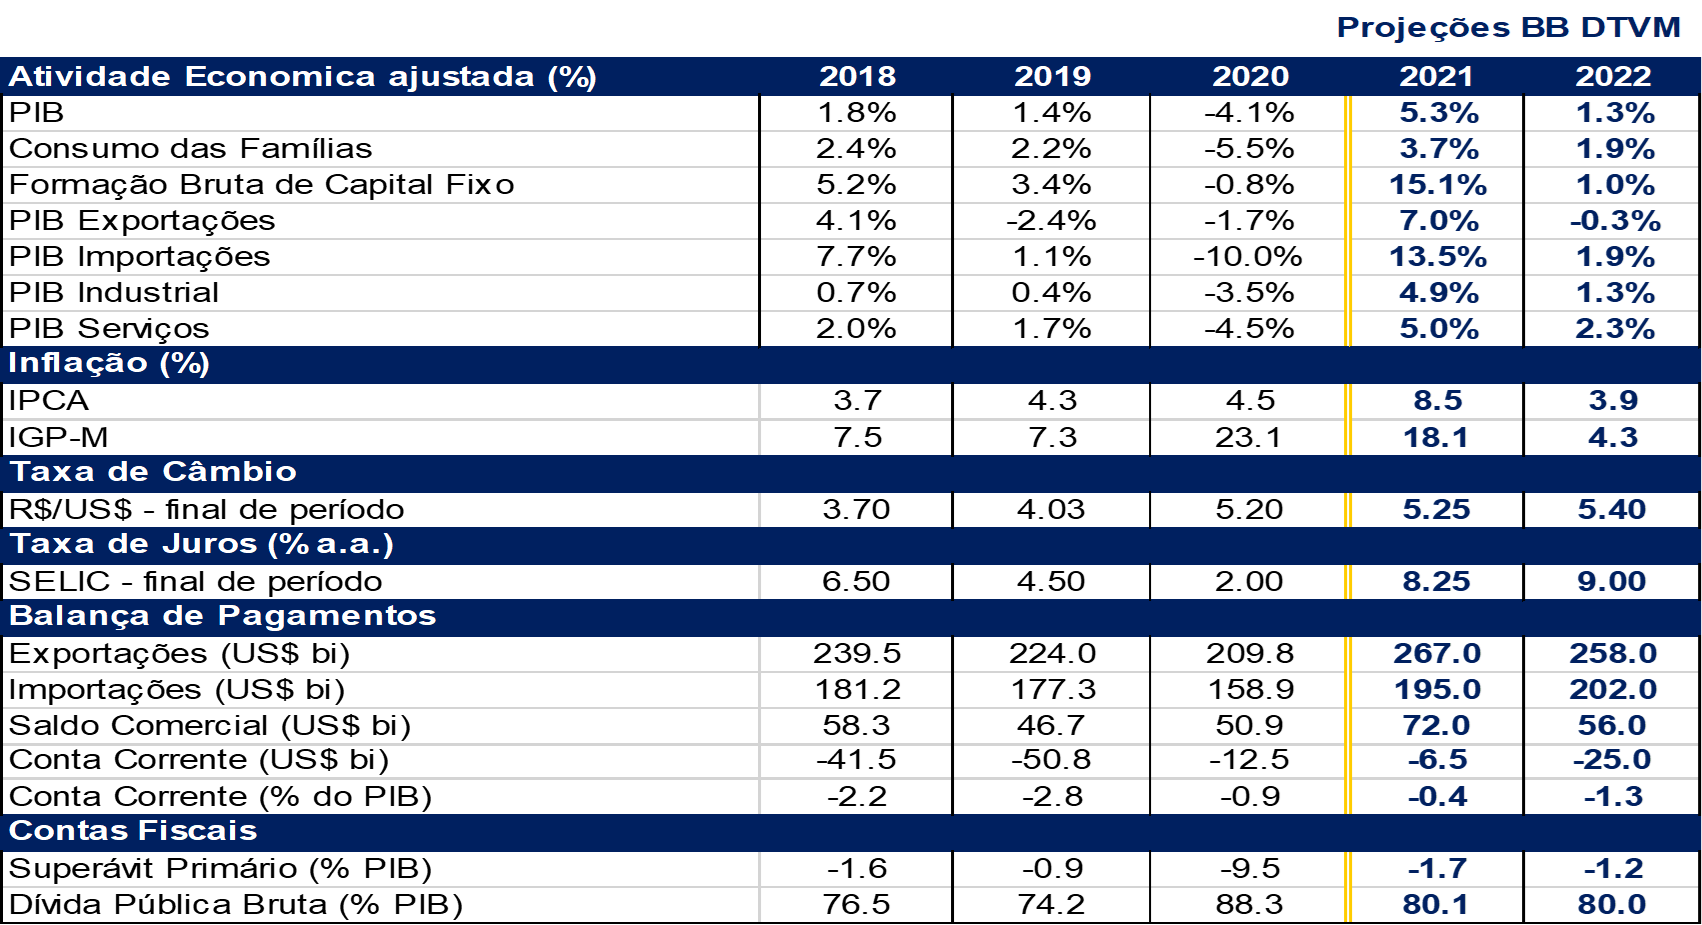 Projeções BB DTVM
Atividade Economica ajustada (%) 2018 2019 2020 2021 2022
PIB 1.8% 1.4% -4.1% 5.3% 1.3%
Consumo das Famílias 2.4% 2.2% -5.5% 3.7% 1.9%
Formação Bruta de Capital Fixo 5.2% 3.4% -0.8% 15.1% 1.0%
PIB Exportações 4.1% -2.4% -1.7% 7.0% -0.3%
PIB Importações 7.7% 1.1% -10.0% 13.5% 1.9%
PIB Industrial 0.7% 0.4% -3.5% 4.9% 1.3%
PIB Serviços 2.0% 1.7% -4.5% 5.0% 2.3%
Inflação (%)
IPCA 3.7 4.3 4.5 8.5 3.9
IGP-M 7.5 7.3 23.1 18.1 4.3
Taxa de Câmbio
R$/US$ - final de período 3.70 4.03 5.20 5.25 5.40
Taxa de Juros (% a.a.)
SELIC - final de período 6.50 4.50 2.00 8.25 9.00
Balança de Pagamentos
Exportações (US$ bi) 239.5 224.0 209.8 267.0 258.0
Importações (US$ bi) 181.2 177.3 158.9 195.0 202.0
Saldo Comercial (US$ bi) 58.3 46.7 50.9 72.0 56.0
Conta Corrente (US$ bi) -41.5 -50.8 -12.5 -6.5 -25.0
Conta Corrente (% do PIB) -2.2 -2.8 -0.9 -0.4 -1.3
Contas Fiscais
Superávit Primário (% PIB) -1.6 -0.9 -9.5 -1.7 -1.2
Dívida Pública Bruta (% PIB) 76.5 74.2 88.3 80.1 80.0